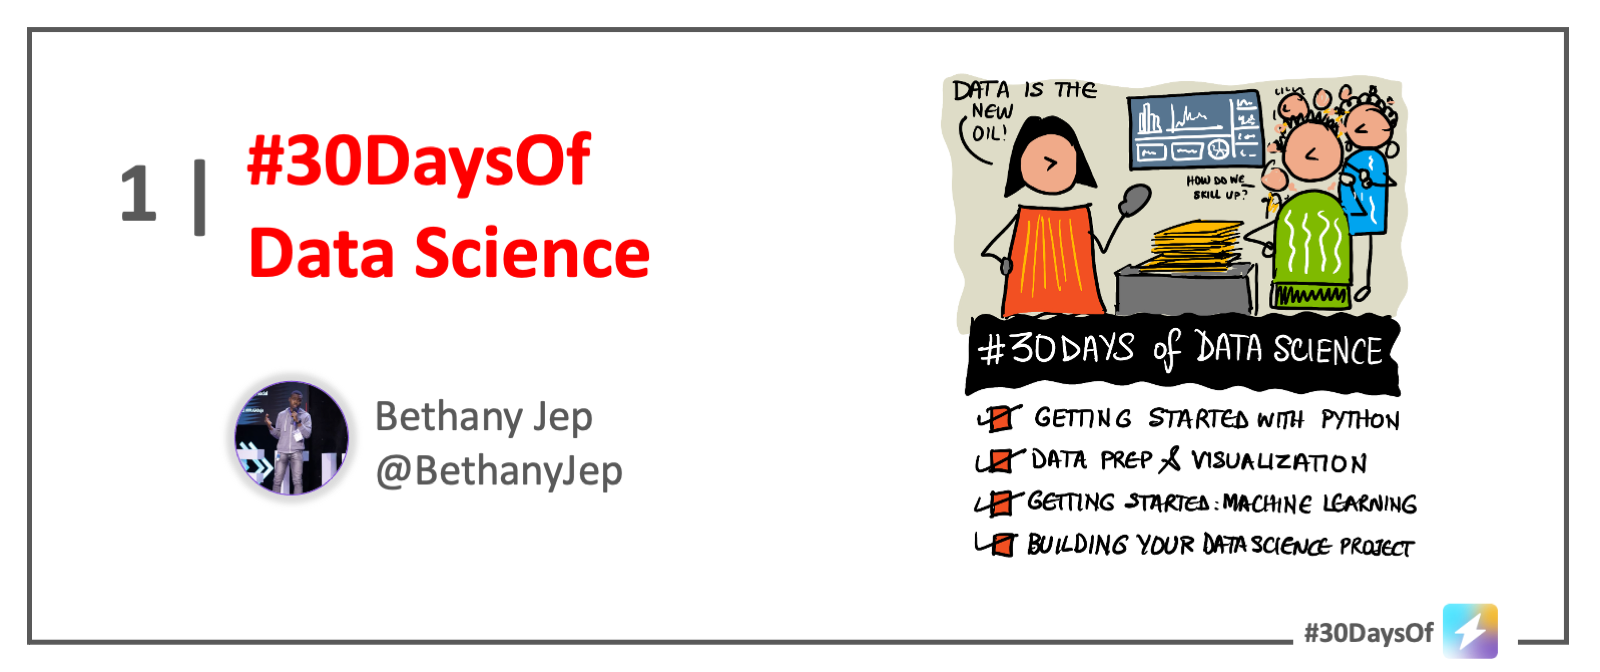 1 |
#30DaysOf
Data Science
Bethany Jep
@BethanyJep
DATA IS THE
NEW
OIL!
HOW DO WE
SKILL UP?
#30DAYS of DATA SCIENCE
GETTING STARTED WITH PYTHON
DATA PREP & VISUALIZATION
GETTING STARTED: MACHINE LEARNING
BUILDING YOUR DATA SCIENCE PROJECT
#30DaysOf